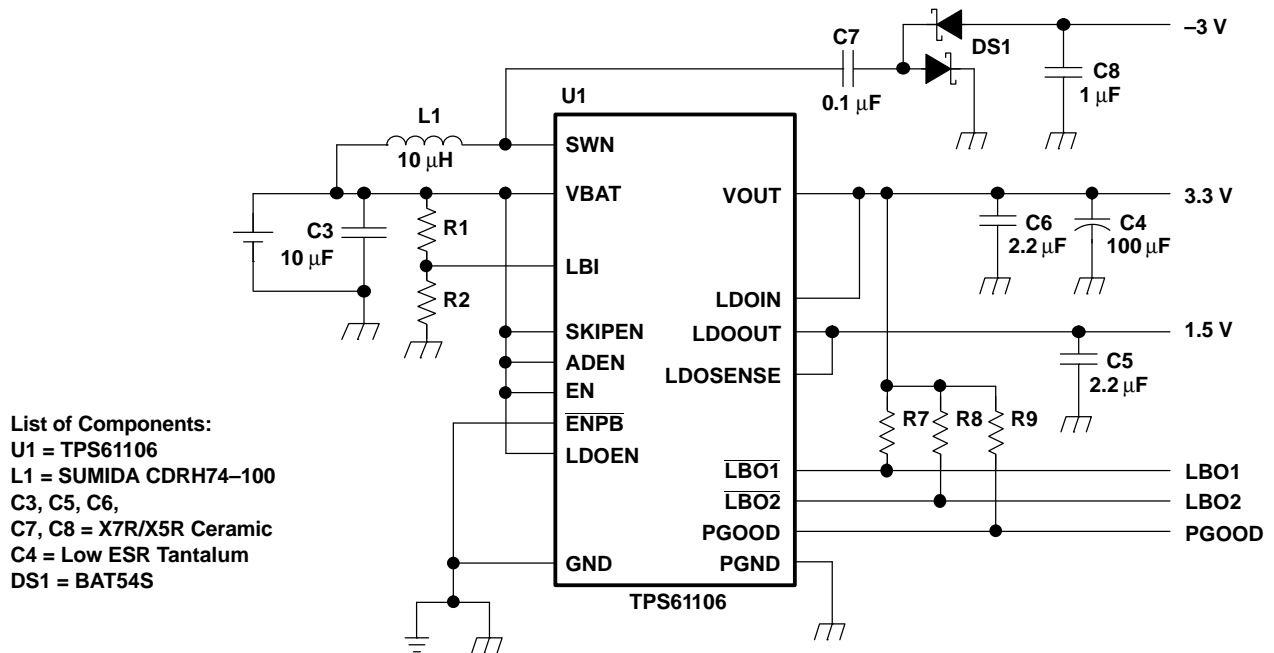 C7
0.1 μF
DS1
–3 V
C8
1 μF
U1
L1
10 μH
SWN
VBAT
VOUT
3.3 V
C3
10 μF
R1
C6
2.2 μF
C4
100 μF
LBI
R2
LDOIN
SKIPEN
LDOOUT
1.5 V
ADEN
LDOSENSE
C5
2.2 μF
EN
ENPB
R7
R8
R9
LDOEN
LBO1
LBO1
LBO2
LBO2
PGOOD
PGOOD
GND
PGND
TPS61106
List of Components:
U1 = TPS61106
L1 = SUMIDA CDRH74–100
C3, C5, C6,
C7, C8 = X7R/X5R Ceramic
C4 = Low ESR Tantalum
DS1 = BAT54S